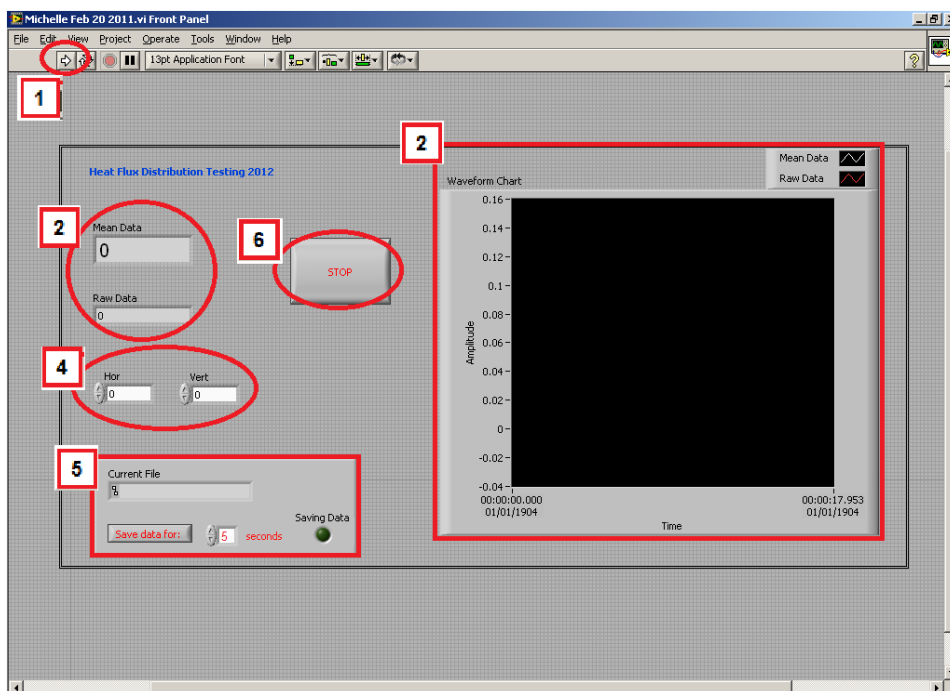 Michelle Feb 20 2011.vi Front Panel
File Edit View Project Operate Tools Window Help
13pt Application Font
?
1
2
Heat Flux Distribution Testing 2012
2
Mean Data
0
Raw Data
0
6
STOP
4
Hor
0
Vert
0
5
Current File
Save data for:
5
seconds
Saving Data
Waveform Chart
Mean Data
Raw Data
Amplitude
0.16
0.14
0.12
0.1
0.08
0.06
0.04
0.02
0
-0.02
-0.04
00:00:00.000
01/01/1904
00:00:17.953
01/01/1904
Time